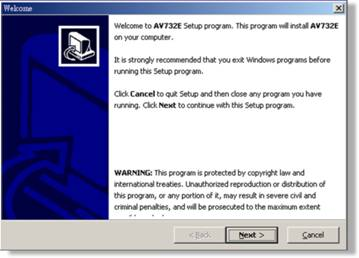 Welcome
Welcome to AV732E Setup program. This program will install AV732E
on your computer.
It is strongly recommended that you exit Windows programs before
running this Setup program.
Click Cancel to quit Setup and then close any program you have
running. Click Next to continue with this Setup program.
WARNING: This program is protected by copyright law and
international treaties. Unauthorized reproduction or distribution of
this program, or any portion of it, may result in severe civil and
criminal penalties, and will be prosecuted to the maximum extent
< Back Next > Cancel